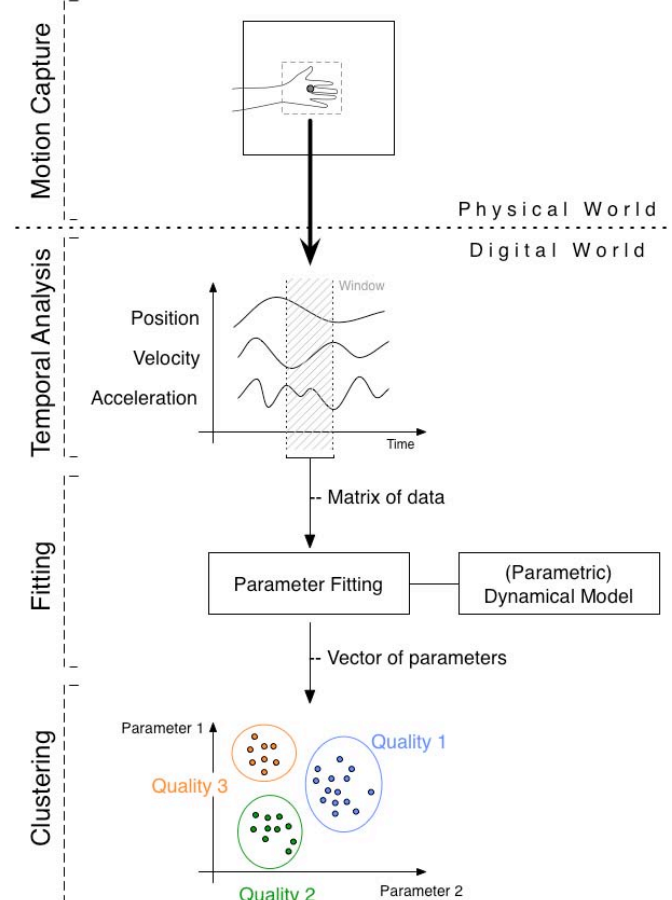 Motion Capture
Physical World
Digital World
Temporal Analysis
Window
Position
Velocity
Acceleration
Time
Matrix of data
Fitting
Parameter Fitting
(Parametric)
Dynamical Model
Vector of parameters
Clustering
Parameter 1
Quality 1
Quality 3
Quality 2
Parameter 2